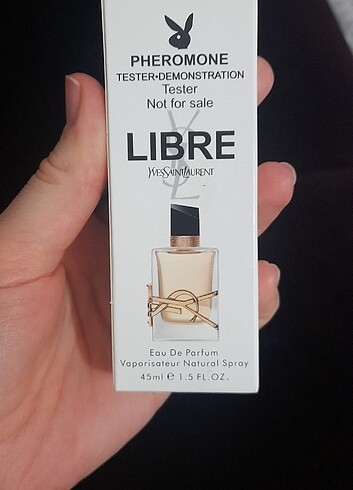 PHEROMONE
TESTER•DEMONSTRATION
Tester
Not for sale
YSL
LIBRE
YVESSAINTLAURENT
Eau De Parfum
Vaporisateur Natural Spray
45ml e 1.5 FL.OZ.